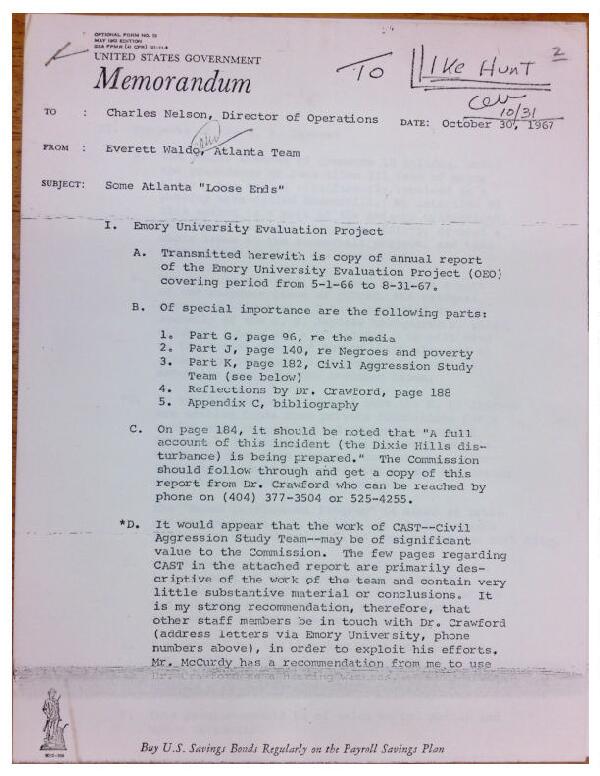 OPTIONAL FORM NO. 10
MAY 1962 EDITION
GSA FPMR (41 CFR) 101-11.6
UNITED STATES GOVERNMENT
Memorandum
TO IKE HUNT 2
10/31
TO : Charles Nelson, Director of Operations
DATE: October 30, 1967
FROM : Everett Waldo, Atlanta Team
SUBJECT: Some Atlanta "Loose Ends"
I. Emory University Evaluation Project
A. Transmitted herewith is copy of annual report
of the Emory University Evaluation Project (OEO)
covering period from 5-1-66 to 8-31-67.
B. Of special importance are the following parts:
1. Part G, page 96, re the media
2. Part J, page 140, re Negroes and poverty
3. Part K, page 182, Civil Aggression Study
Team (see below)
4. Reflections by Dr. Crawford, page 188
5. Appendix C, bibliography
C. On page 184, it should be noted that "A full
account of this incident (the Dixie Hills dis-
turbance) is being prepared." The Commission
should follow through and get a copy of this
report from Dr. Crawford who can be reached by
phone on (404) 377-3504 or 525-4255.
*D. It would appear that the work of CAST--Civil
Aggression Study Team--may be of significant
value to the Commission. The few pages regarding
CAST in the attached report are primarily des-
criptive of the work of the team and contain very
little substantive material or conclusions. It
is my strong recommendation, therefore, that
other staff members be in touch with Dr. Crawford
(address letters via Emory University, phone
numbers above), in order to exploit his efforts.
Mr. McCurdy has a recommendation from me to use
Dr. Crawford as a hearing witness.
Buy U.S. Savings Bonds Regularly on the Payroll Savings Plan